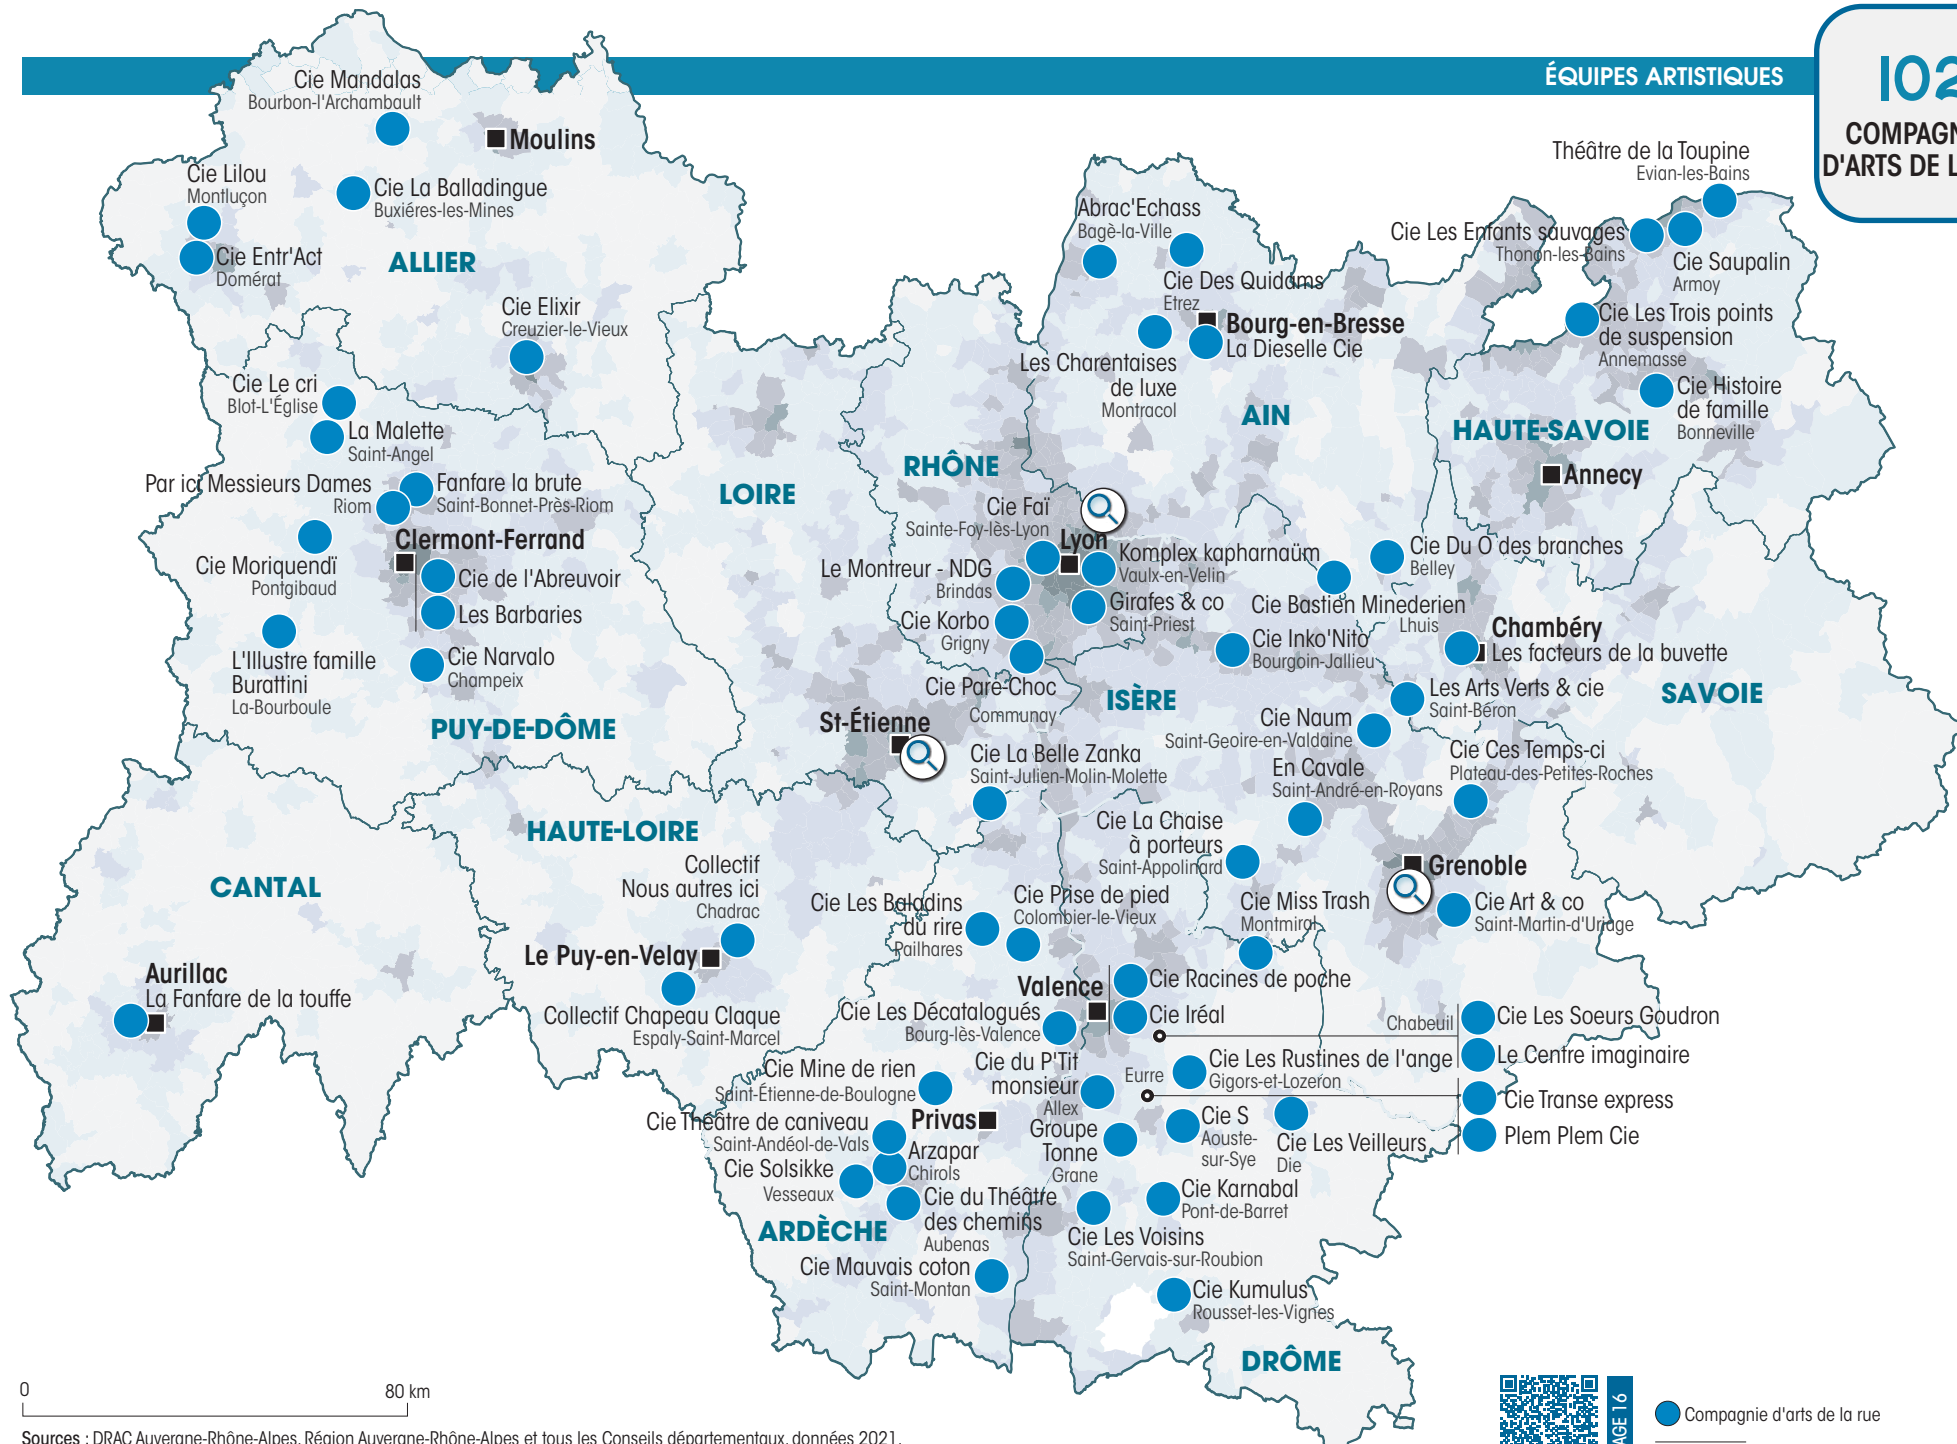 ÉQUIPES ARTISTIQUES
102
COMPAGN
D'ARTS DE L
Cie Mandalas
Bourbon-l'Archambault
Moulins
Cie Lilou
Montluçon
Cie La Balladingue
Buxiéres-les-Mines
Cie Entr'Act
Domérat
ALLIER
Cie Elixir
Creuzier-le-Vieux
Cie Le cri
Blot-L'Église
La Malette
Saint-Angel
Par ici Messieurs Dames
Riom
Fanfare la brute
Saint-Bonnet-Près-Riom
Clermont-Ferrand
Cie Moriquendï
Pontgibaud
Cie de l'Abreuvoir
Les Barbaries
L'Illustre famille
Burattini
La-Bourboule
Cie Narvalo
Champeix
PUY-DE-DÔME
LOIRE
RHÔNE
Cie Faï
Sainte-Foy-lès-Lyon
Lyon
Komplex kapharnaüm
Vaulx-en-Velin
Le Montreur - NDG
Brindas
Girafes & co
Saint-Priest
Cie Korbo
Grigny
Cie Pare-Choc
Communay
St-Étienne
Cie La Belle Zanka
Saint-Julien-Molin-Molette
Abrac'Echass
Bagè-la-Ville
Cie Des Quidams
Etrez
Bourg-en-Bresse
La Dieselle Cie
Les Charentaises
de luxe
Montracol
AIN
Théâtre de la Toupine
Evian-les-Bains
Cie Les Enfants sauvages
Thonon-les-Bains
Cie Saupalin
Armoy
Cie Les Trois points
de suspension
Annemasse
Cie Histoire
de famille
Bonneville
HAUTE-SAVOIE
Annecy
Cie Du O des branches
Belley
Cie Bastien Minederien
Lhuis
Cie Inko'Nito
Bourgoin-Jallieu
Chambéry
Les facteurs de la buvette
SAVOIE
ISÈRE
Les Arts Verts & cie
Saint-Béron
Cie Naum
Saint-Geoire-en-Valdaine
Cie Ces Temps-ci
Plateau-des-Petites-Roches
En Cavale
Saint-André-en-Royans
Cie La Chaise
à porteurs
Saint-Appolinard
Grenoble
Cie Art & co
Saint-Martin-d'Uriage
Cie Miss Trash
Montmiral
HAUTE-LOIRE
Collectif
Nous autres ici
Chadrac
Le Puy-en-Velay
Collectif Chapeau Claque
Espaly-Saint-Marcel
CANTAL
Aurillac
La Fanfare de la touffe
Cie Les Baladins
du rire
Pailhares
Cie Prise de pied
Colombier-le-Vieux
Valence
Cie Racines de poche
Cie Iréal
Cie Les Décatalogués
Bourg-lès-Valence
Chabeuil
Cie Les Soeurs Goudron
Le Centre imaginaire
Cie Mine de rien
Saint-Étienne-de-Boulogne
Cie du P'Tit
monsieur
Allex
Eurre
Cie Les Rustines de l'ange
Gigors-et-Lozeron
Cie Transe express
Plem Plem Cie
Cie Théâtre de caniveau
Saint-Andéol-de-Vals
Privas
Groupe
Tonne
Grane
Cie S
Aouste-
sur-Sye
Cie Les Veilleurs
Die
Arzapar
Chirols
Cie Solsikke
Vesseaux
Cie du Théâtre
des chemins
Aubenas
Cie Karnabal
Pont-de-Barret
ARDÈCHE
Cie Les Voisins
Saint-Gervais-sur-Roubion
Cie Mauvais coton
Saint-Montan
Cie Kumulus
Rousset-les-Vignes
DRÔME
0 80 km
Sources : DRAC Auvergne-Rhône-Alpes, Région Auvergne-Rhône-Alpes et tous les Conseils départementaux, données 2021.
AGE 16
Compagnie d'arts de la rue